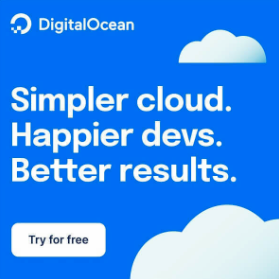 DigitalOcean
Simpler cloud.
Happier devs.
Better results.
Try for free